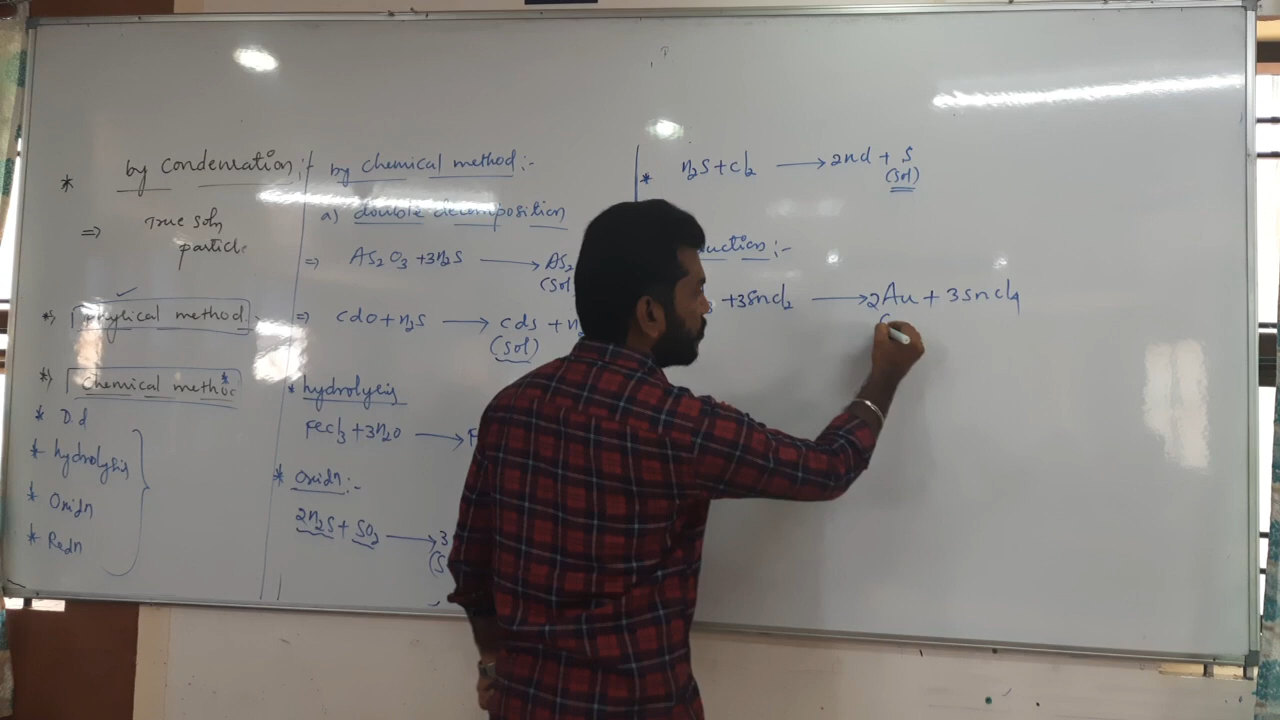 * by condensation:-
⇒ True soln
particle
*) physical method.
*) Chemical method
* D.d
* hydrolysis
* Oxidn
* Redn
by chemical method:-
a) double decomposition
⇒ AS₂O₃ + 3H₂S ⟶ AS₂
(Sol
⇒ cdo + H₂S ⟶ cds + H₂
(Sol)
* hydrolysis
Fecl₃ + 3H₂O ⟶ F
* Oxidn:-
2H₂S + SO₂ ⟶ 3
(S
* H₂S + cl₂ ⟶ 2Hcl + S
(Sol)
uction:-
+3Sncl₂ ⟶ 2Au + 3Sncl₄